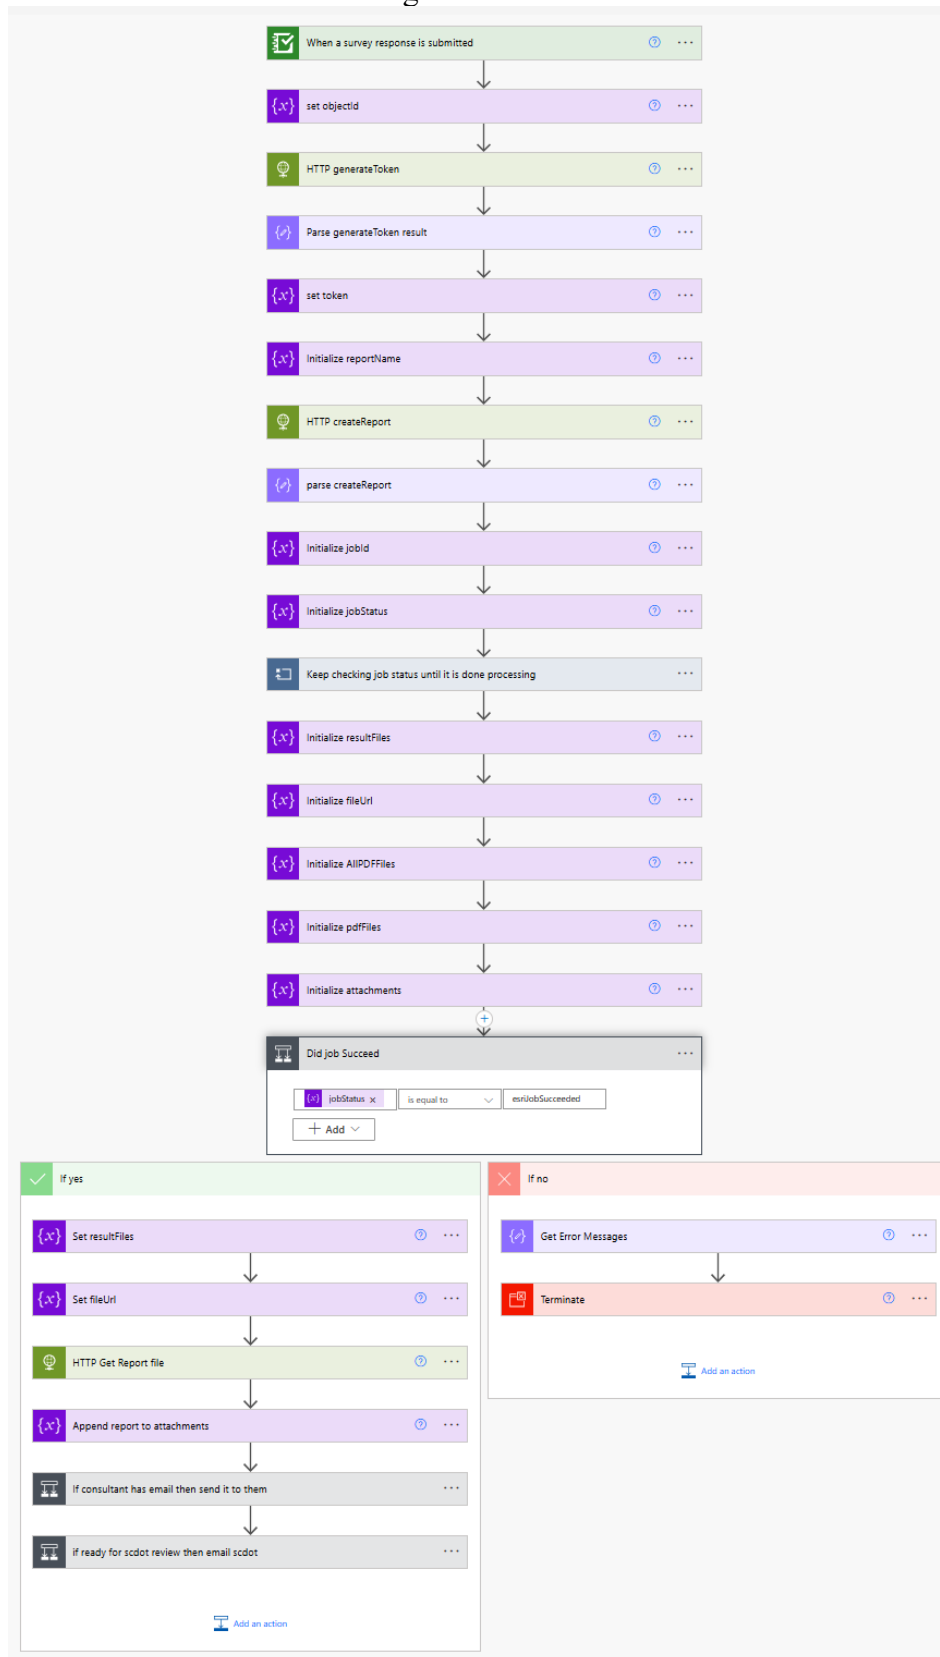 When a survey response is submitted
{x} set objectId
HTTP generateToken
Parse generateToken result
{x} set token
{x} Initialize reportName
HTTP createReport
parse createReport
{x} Initialize jobId
{x} Initialize jobStatus
Keep checking job status until it is done processing
{x} Initialize resultFiles
{x} Initialize fileUrl
{x} Initialize AllPDFFiles
{x} Initialize pdfFiles
{x} Initialize attachments
Did job Succeed
{x} jobStatus x is equal to esriJobSucceeded
+ Add
If yes
{x} Set resultFiles
{x} Set fileUrl
HTTP Get Report file
{x} Append report to attachments
If consultant has email then send it to them
if ready for scdot review then email scdot
Add an action
If no
Get Error Messages
Terminate
Add an action